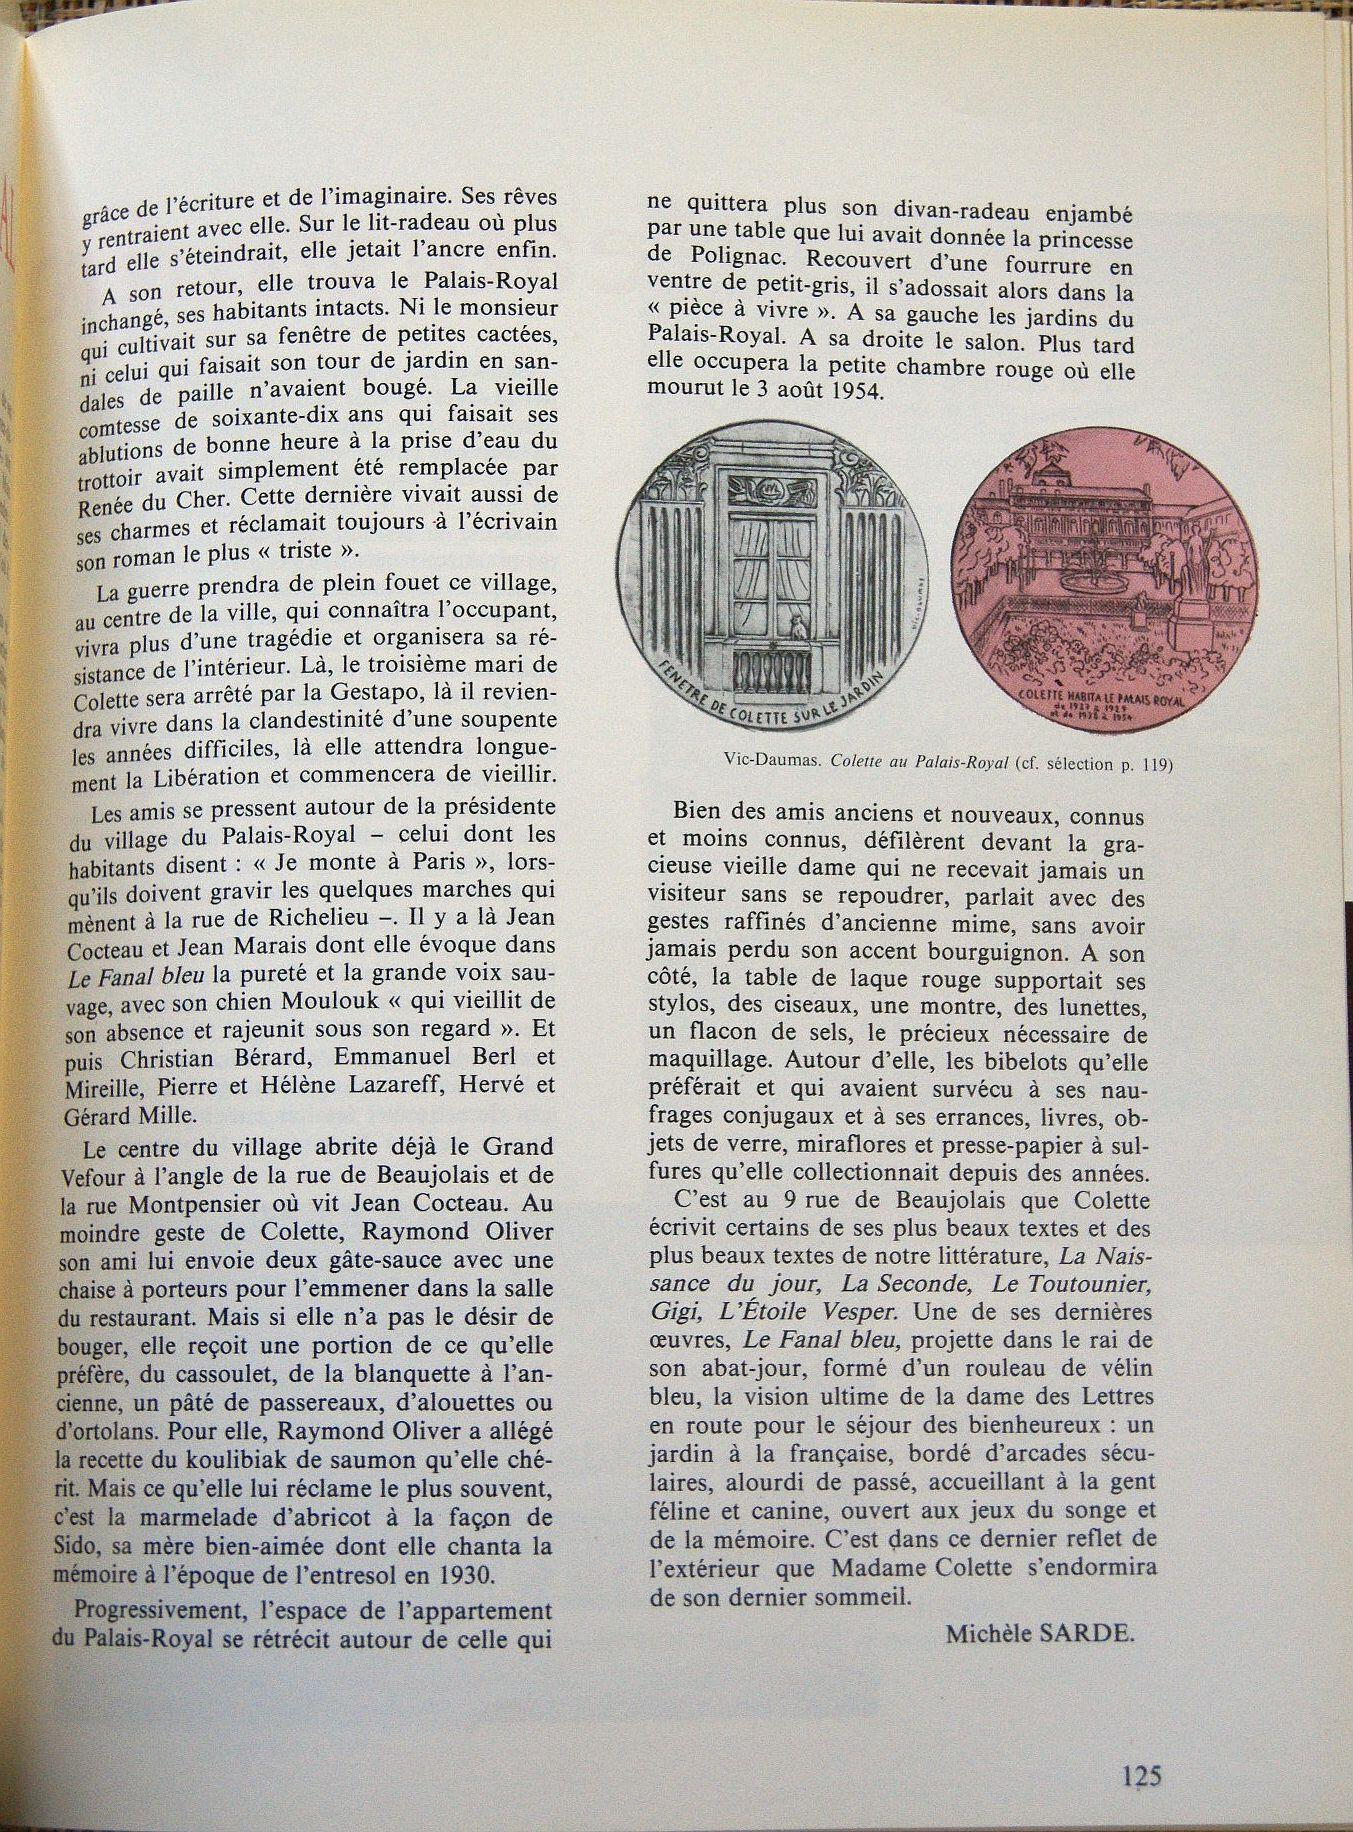 grâce de l'écriture et de l'imaginaire. Ses rêves
y rentraient avec elle. Sur le lit-radeau où plus
tard elle s'éteindrait, elle jetait l'ancre enfin.
A son retour, elle trouva le Palais-Royal
inchangé, ses habitants intacts. Ni le monsieur
qui cultivait sur sa fenêtre de petites cactées,
ni celui qui faisait son tour de jardin en san-
dales de paille n'avaient bougé. La vieille
comtesse de soixante-dix ans qui faisait ses
ablutions de bonne heure à la prise d'eau du
trottoir avait simplement été remplacée par
Renée du Cher. Cette dernière vivait aussi de
ses charmes et réclamait toujours à l'écrivain
son roman le plus « triste ».
La guerre prendra de plein fouet ce village,
au centre de la ville, qui connaîtra l'occupant,
vivra plus d'une tragédie et organisera sa ré-
sistance de l'intérieur. Là, le troisième mari de
Colette sera arrêté par la Gestapo, là il revien-
dra vivre dans la clandestinité d'une soupente
les années difficiles, là elle attendra longue-
ment la Libération et commencera de vieillir.
Les amis se pressent autour de la présidente
du village du Palais-Royal – celui dont les
habitants disent : « Je monte à Paris », lors-
qu'ils doivent gravir les quelques marches qui
mènent à la rue de Richelieu –. Il y a là Jean
Cocteau et Jean Marais dont elle évoque dans
Le Fanal bleu la pureté et la grande voix sau-
vage, avec son chien Moulouk « qui vieillit de
son absence et rajeunit sous son regard ». Et
puis Christian Bérard, Emmanuel Berl et
Mireille, Pierre et Hélène Lazareff, Hervé et
Gérard Mille.
Le centre du village abrite déjà le Grand
Vefour à l'angle de la rue de Beaujolais et de
la rue Montpensier où vit Jean Cocteau. Au
moindre geste de Colette, Raymond Oliver
son ami lui envoie deux gâte-sauce avec une
chaise à porteurs pour l'emmener dans la salle
du restaurant. Mais si elle n'a pas le désir de
bouger, elle reçoit une portion de ce qu'elle
préfère, du cassoulet, de la blanquette à l'an-
cienne, un pâté de passereaux, d'alouettes ou
d'ortolans. Pour elle, Raymond Oliver a allégé
la recette du koulibiak de saumon qu'elle ché-
rit. Mais ce qu'elle lui réclame le plus souvent,
c'est la marmelade d'abricot à la façon de
Sido, sa mère bien-aimée dont elle chanta la
mémoire à l'époque de l'entresol en 1930.
Progressivement, l'espace de l'appartement
du Palais-Royal se rétrécit autour de celle qui
ne quittera plus son divan-radeau enjambé
par une table que lui avait donnée la princesse
de Polignac. Recouvert d'une fourrure en
ventre de petit-gris, il s'adossait alors dans la
« pièce à vivre ». A sa gauche les jardins du
Palais-Royal. A sa droite le salon. Plus tard
elle occupera la petite chambre rouge où elle
mourut le 3 août 1954.
VIC-DAUMAS
FENETRE DE COLETTE SUR LE JARDIN
COLETTE HABITA LE PALAIS ROYAL
de 1927 à 1929
et de 1938 à 1954
Vic-Daumas. Colette au Palais-Royal (cf. sélection p. 119)
Bien des amis anciens et nouveaux, connus
et moins connus, défilèrent devant la gra-
cieuse vieille dame qui ne recevait jamais un
visiteur sans se repoudrer, parlait avec des
gestes raffinés d'ancienne mime, sans avoir
jamais perdu son accent bourguignon. A son
côté, la table de laque rouge supportait ses
stylos, des ciseaux, une montre, des lunettes,
un flacon de sels, le précieux nécessaire de
maquillage. Autour d'elle, les bibelots qu'elle
préférait et qui avaient survécu à ses nau-
frages conjugaux et à ses errances, livres, ob-
jets de verre, miraflores et presse-papier à sul-
fures qu'elle collectionnait depuis des années.
C'est au 9 rue de Beaujolais que Colette
écrivit certains de ses plus beaux textes et des
plus beaux textes de notre littérature, La Nais-
sance du jour, La Seconde, Le Toutounier,
Gigi, L'Étoile Vesper. Une de ses dernières
œuvres, Le Fanal bleu, projette dans le rai de
son abat-jour, formé d'un rouleau de vélin
bleu, la vision ultime de la dame des Lettres
en route pour le séjour des bienheureux : un
jardin à la française, bordé d'arcades sécu-
laires, alourdi de passé, accueillant à la gent
féline et canine, ouvert aux jeux du songe et
de la mémoire. C'est dans ce dernier reflet de
l'extérieur que Madame Colette s'endormira
de son dernier sommeil.
Michèle SARDE.
125